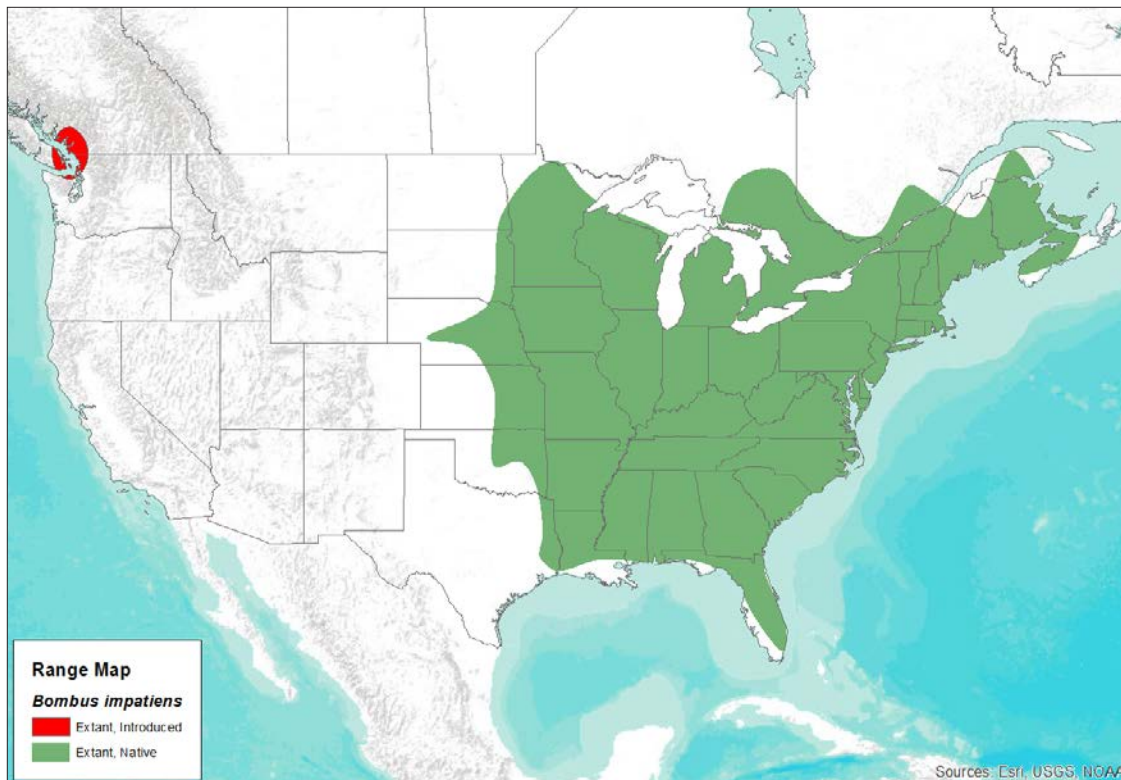 Range Map
Bombus impatiens
Extant, Introduced
Extant, Native
Sources: Esri, USGS, NOAA